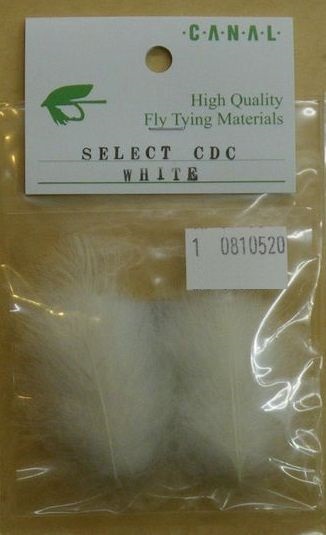 ·C·A·N·A·L·
High Quality
Fly Tying Materials
SELECT CDC
WHITE
1 0810520